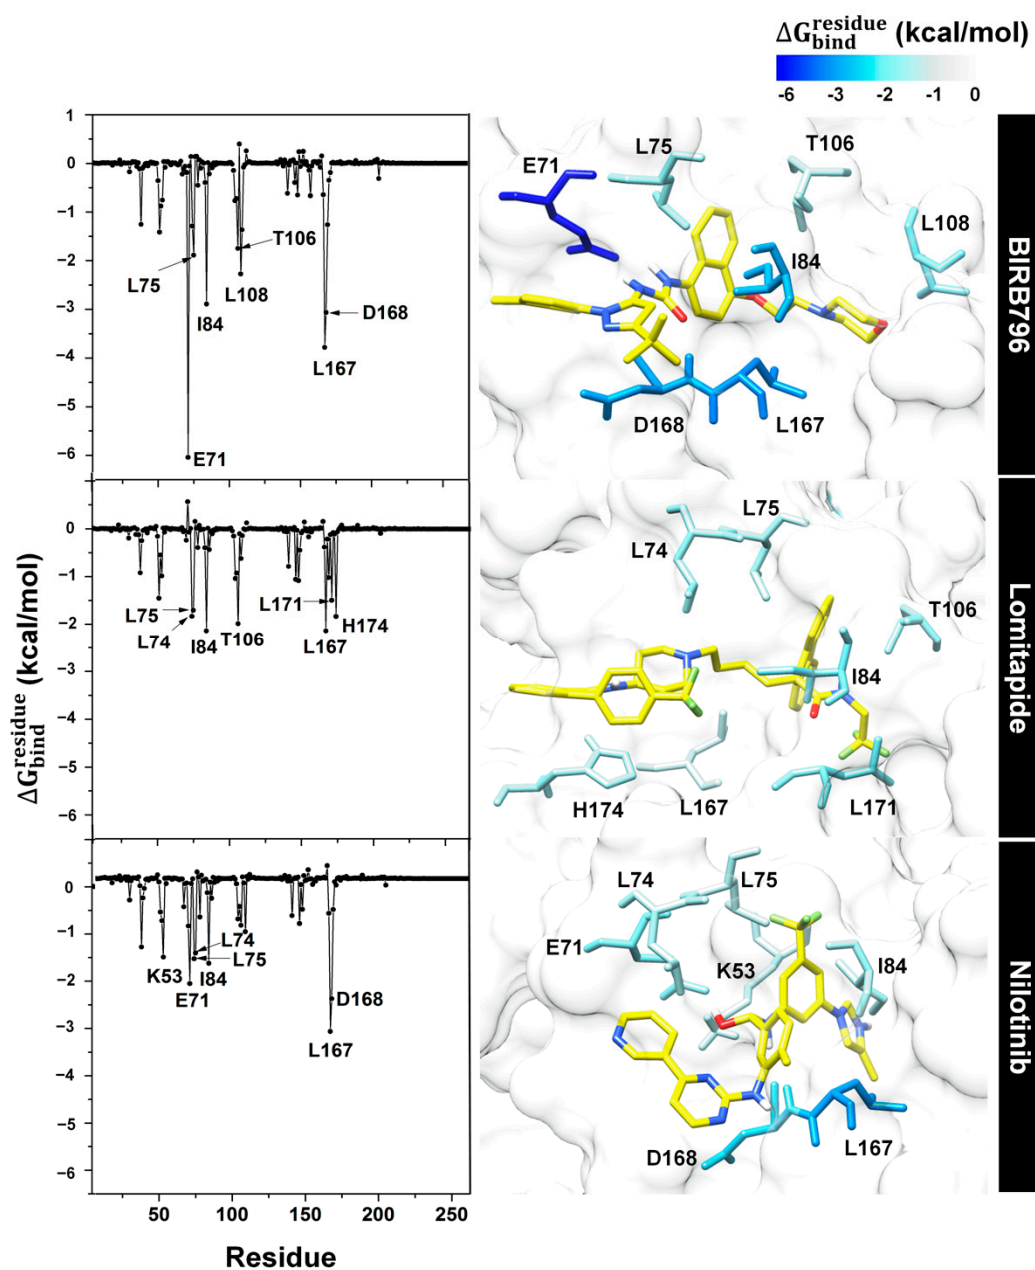 ΔG residue bind (kcal/mol)
-6 -3 -2 -1 0
1
0
−1
−2
−3
−4
−5
−6
L75
I84
L108
T106
D168
L167
E71
E71
L75
T106
I84
L108
D168
L167
BIRB796
0
−1
−2
−3
−4
−5
−6
L75
L74
I84
T106
L171
L167
H174
L74
L75
T106
I84
H174
L167
L171
Lomitapide
0
−1
−2
−3
−4
−5
−6
K53
E71
I84
L74
L75
D168
L167
L74
L75
E71
K53
I84
D168
L167
Nilotinib
50 100 150 200 250
Residue
ΔG residue bind (kcal/mol)